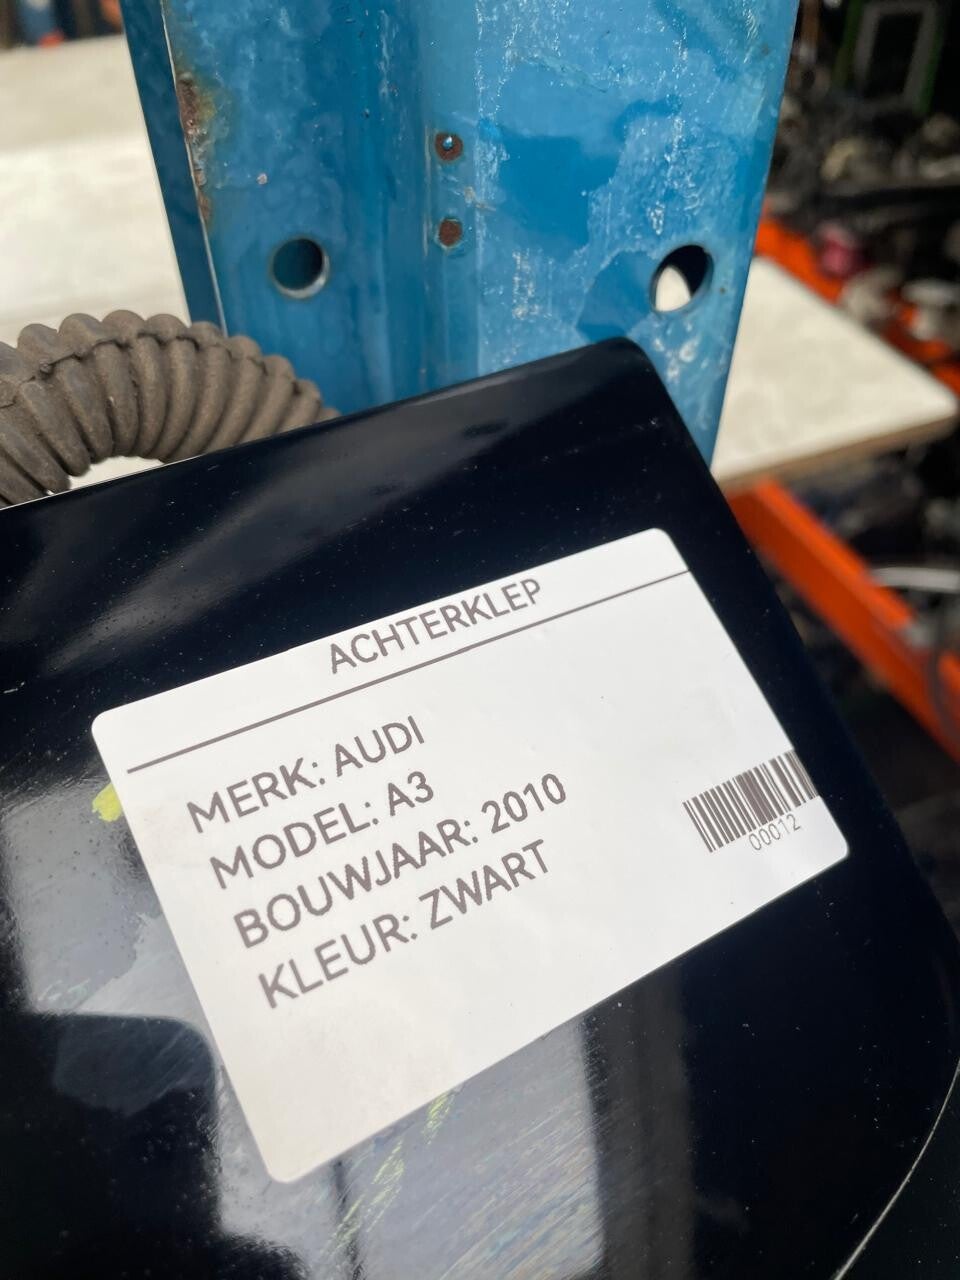 ACHTERKLEP
MERK: AUDI
MODEL: A3
BOUWJAAR: 2010
KLEUR: ZWART
00012